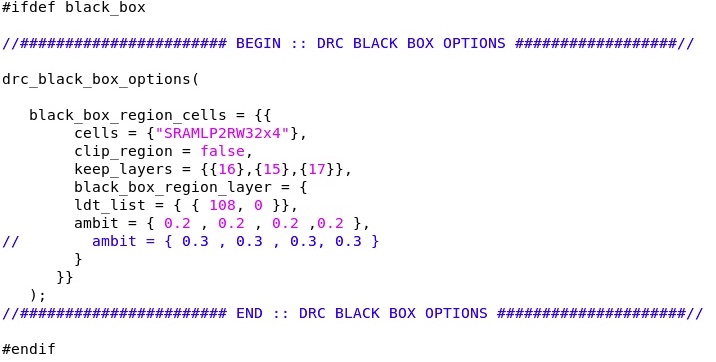 #ifdef black_box
//####################### BEGIN :: DRC BLACK BOX OPTIONS ##################//
drc_black_box_options(
black_box_region_cells = {{
cells = {"SRAMLP2RW32x4"},
clip_region = false,
keep_layers = {{16},{15},{17}},
black_box_region_layer = {
ldt_list = { { 108, 0 }},
ambit = { 0.2 , 0.2 , 0.2 ,0.2 },
// ambit = { 0.3 , 0.3 , 0.3, 0.3 }
}
}}
);
//####################### END :: DRC BLACK BOX OPTIONS #####################//
#endif